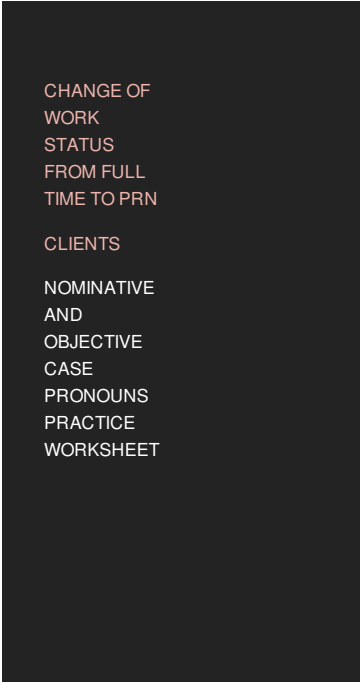 CHANGE OF
WORK
STATUS
FROM FULL
TIME TO PRN
CLIENTS
NOMINATIVE
AND
OBJECTIVE
CASE
PRONOUNS
PRACTICE
WORKSHEET